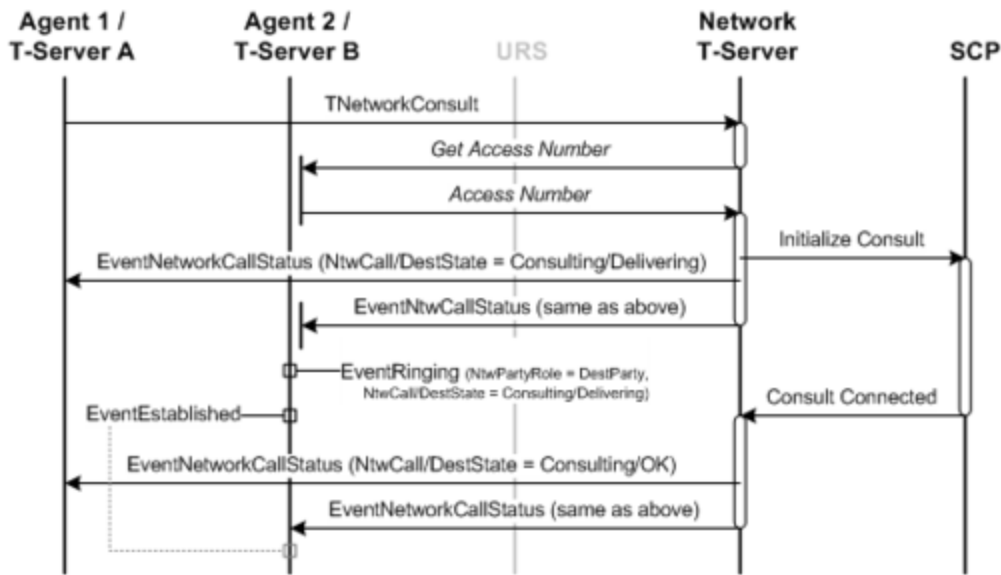 Agent 1 /
T-Server A
Agent 2 /
T-Server B
URS
Network
T-Server
SCP
TNetworkConsult
Get Access Number
Access Number
Initialize Consult
EventNetworkCallStatus (NtwCall/DestState = Consulting/Delivering)
EventNtwCallStatus (same as above)
EventRinging (NtwPartyRole = DestParty,
NtwCall/DestState = Consulting/Delivering)
Consult Connected
EventEstablished
EventNetworkCallStatus (NtwCall/DestState = Consulting/OK)
EventNetworkCallStatus (same as above)